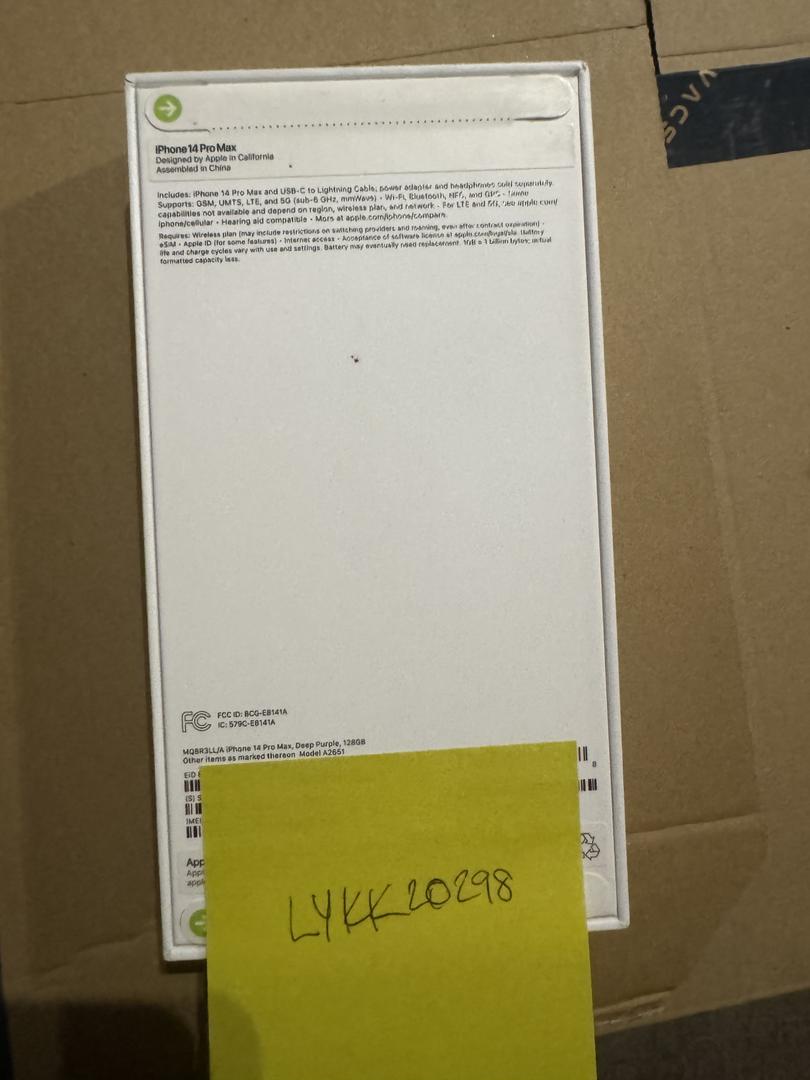 VACO
iPhone 14 Pro Max
Designed by Apple in California
Assembled in China
Includes: iPhone 14 Pro Max and USB-C to Lightning Cable; power adapter and headphones sold separately.
Supports: GSM, UMTS, LTE, and 5G (sub-6 GHz, mmWave) • Wi-Fi, Bluetooth, NFC, and GPS • Some
capabilities not available and depend on region, wireless plan, and network • For LTE and 5G, see apple.com/
iphone/cellular • Hearing aid compatible • More at apple.com/iphone/compare.
Requires: Wireless plan (may include restrictions on switching providers and roaming, even after contract expiration) •
eSIM • Apple ID (for some features) • Internet access • Acceptance of software license at apple.com/legal/sla. Battery
life and charge cycles vary with use and settings. Battery may eventually need replacement. 1GB = 1 billion bytes; actual
formatted capacity less.
FC FCC ID: BCG-E8141A
IC: 579C-E8141A
MQ8R3LL/A iPhone 14 Pro Max, Deep Purple, 128GB
Other items as marked thereon Model A2651
EID
8
(S) S
IMEI
App
Appl
apple
LYKK20298